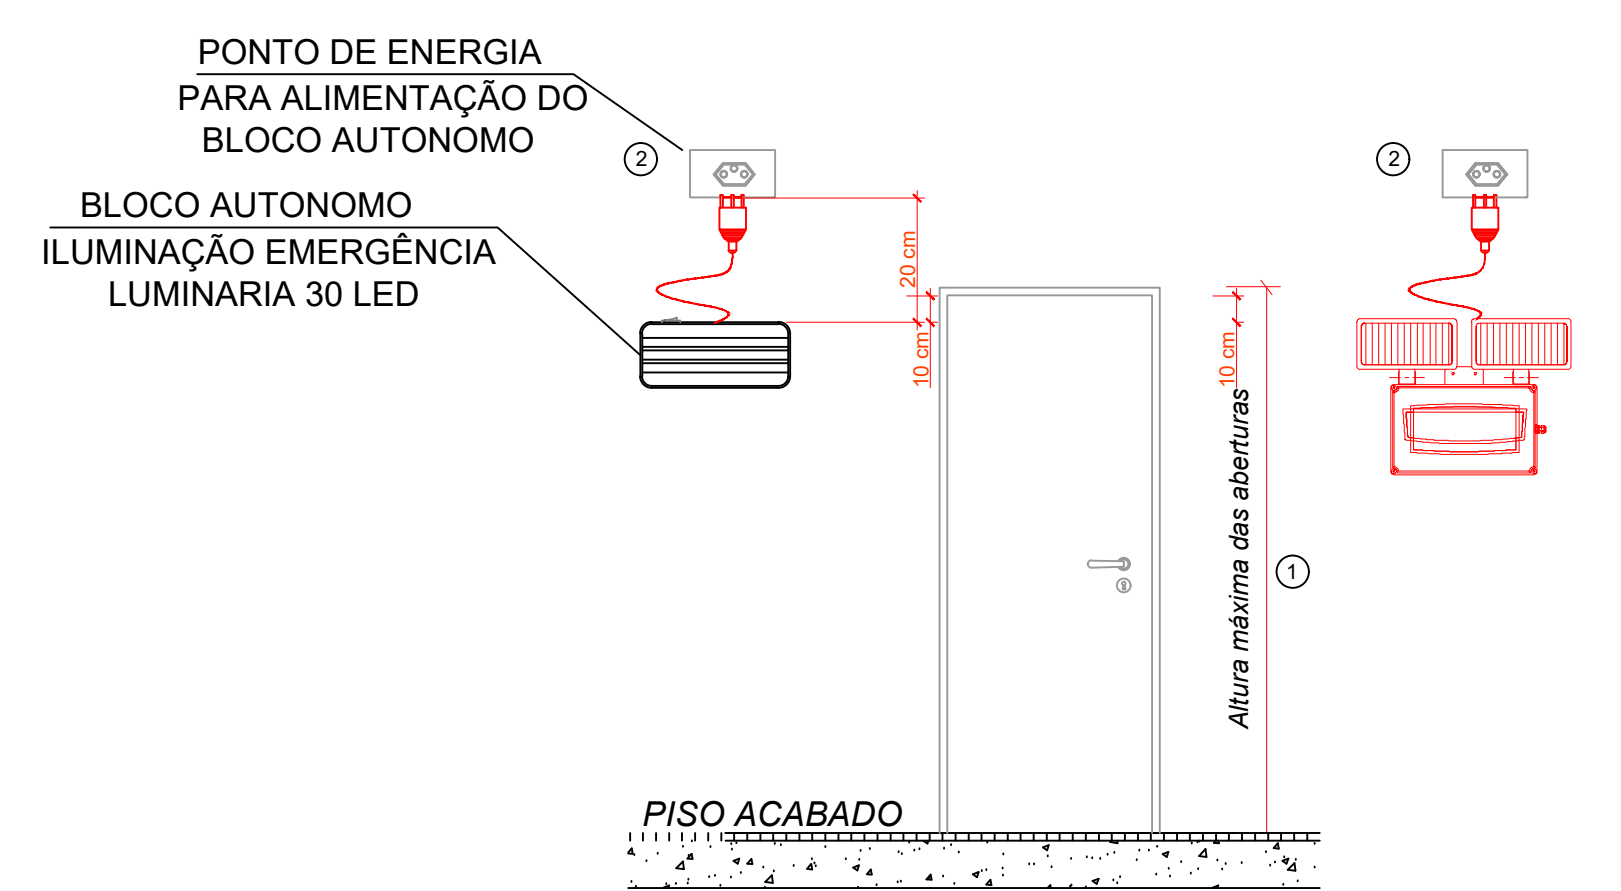 PONTO DE ENERGIA
PARA ALIMENTAÇÃO DO
BLOCO AUTONOMO
2
2
BLOCO AUTONOMO
ILUMINAÇÃO EMERGÊNCIA
LUMINARIA 30 LED
20 cm
10 cm
10 cm
Altura máxima das aberturas
1
PISO ACABADO